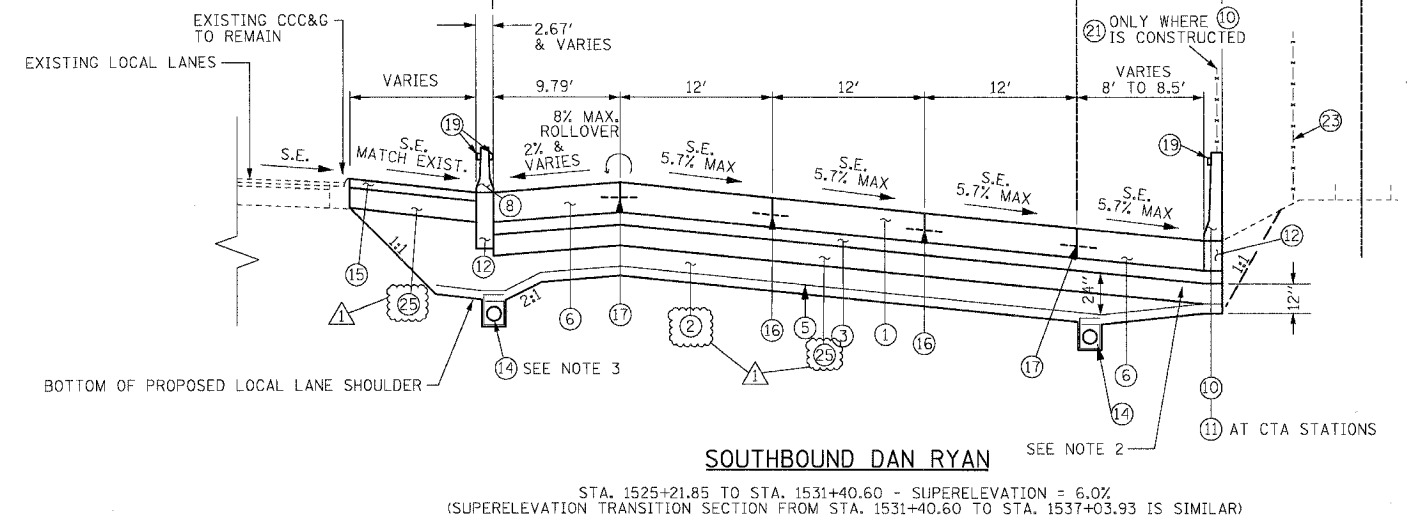 EXISTING CCC&G
TO REMAIN
EXISTING LOCAL LANES
2.67'
& VARIES
21 ONLY WHERE 10
IS CONSTRUCTED
VARIES
9.79'
12'
12'
12'
VARIES
8' TO 8.5'
8% MAX.
ROLLOVER
2% &
VARIES
19
19
23
S.E.
S.E.
MATCH EXIST.
S.E.
5.7% MAX
S.E.
5.7% MAX
S.E.
5.7% MAX
S.E.
5.7% MAX
8
12
12
1:1
1:1
15
24"
12"
1
25
2:1
6
17
2
5
25
3
1
16
16
17
6
1
14 SEE NOTE 3
14
BOTTOM OF PROPOSED LOCAL LANE SHOULDER
10
11 AT CTA STATIONS
SEE NOTE 2
SOUTHBOUND DAN RYAN
STA. 1525+21.85 TO STA. 1531+40.60 - SUPERELEVATION = 6.0%
(SUPERELEVATION TRANSITION SECTION FROM STA. 1531+40.60 TO STA. 1537+03.93 IS SIMILAR)